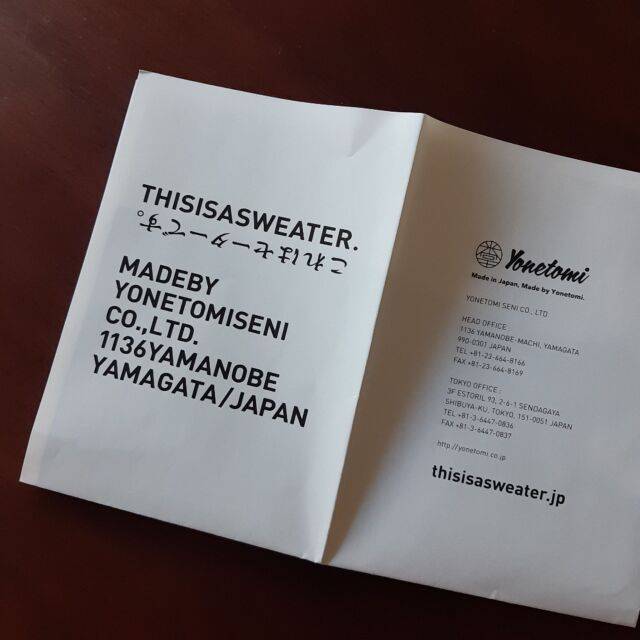 THISISASWEATER.
これはセーターです。
MADEBY
YONETOMISENI
CO.,LTD.
1136YAMANOBE
YAMAGATA/JAPAN
Yonetomi
Made in Japan, Made by Yonetomi.
YONETOMI SENI CO., LTD
HEAD OFFICE
1136 YAMANOBE-MACHI, YAMAGATA
990-0301 JAPAN
TEL +81-23-664-8166
FAX +81-23-664-8169
TOKYO OFFICE :
3F ESTORIL 93, 2-6-1 SENDAGAYA
SHIBUYA-KU, TOKYO, 151-0051 JAPAN
TEL +81-3-6447-0836
FAX +81-3-6447-0837
http://yonetomi.co.jp
thisisasweater.jp